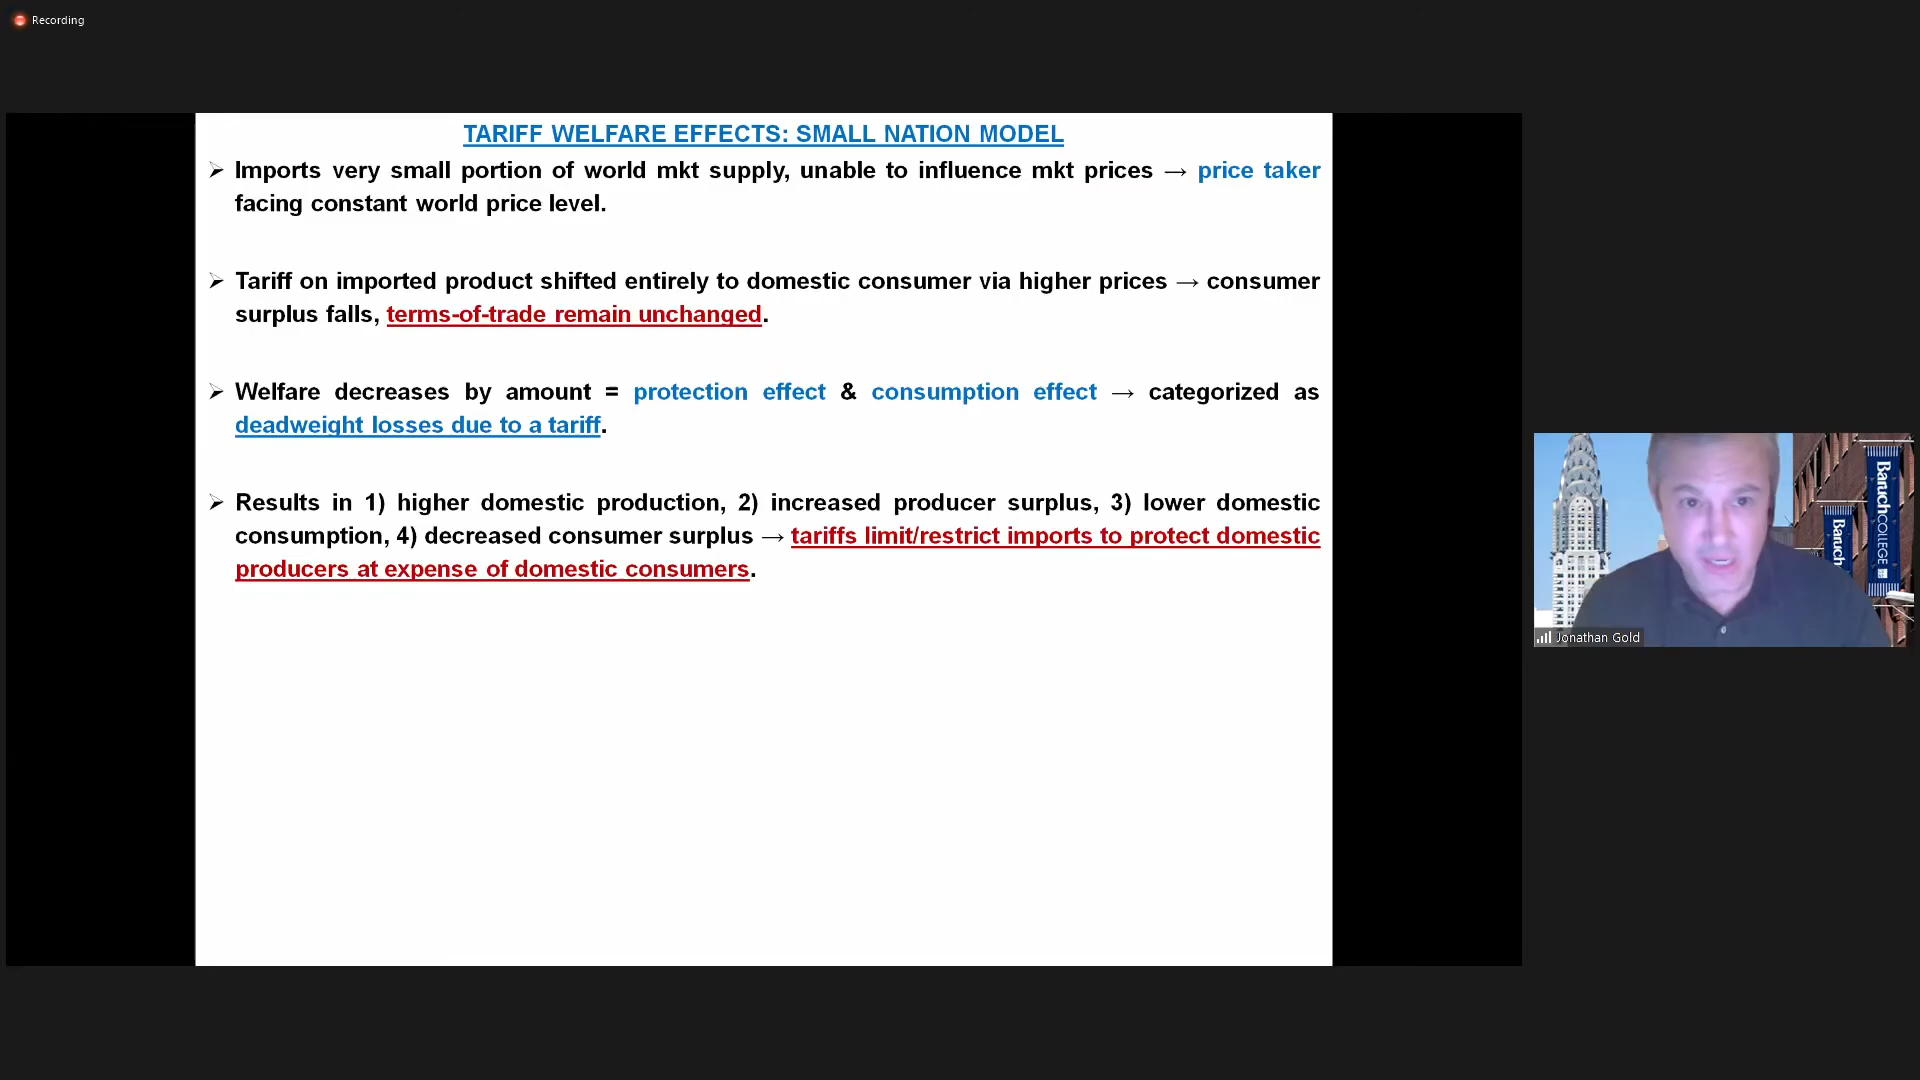 Recording
TARIFF WELFARE EFFECTS: SMALL NATION MODEL
➢ Imports very small portion of world mkt supply, unable to influence mkt prices → price taker
facing constant world price level.
➢ Tariff on imported product shifted entirely to domestic consumer via higher prices → consumer
surplus falls, terms-of-trade remain unchanged.
➢ Welfare decreases by amount = protection effect & consumption effect → categorized as
deadweight losses due to a tariff.
➢ Results in 1) higher domestic production, 2) increased producer surplus, 3) lower domestic
consumption, 4) decreased consumer surplus → tariffs limit/restrict imports to protect domestic
producers at expense of domestic consumers.
Baruch COLLEGE
Baruch
Jonathan Gold